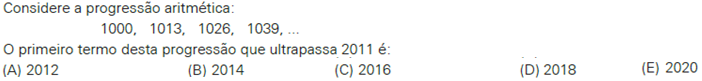 Considere a progressão aritmética:
1000, 1013, 1026, 1039, ...
O primeiro termo desta progressão que ultrapassa 2011 é:
(A) 2012 (B) 2014 (C) 2016 (D) 2018 (E) 2020